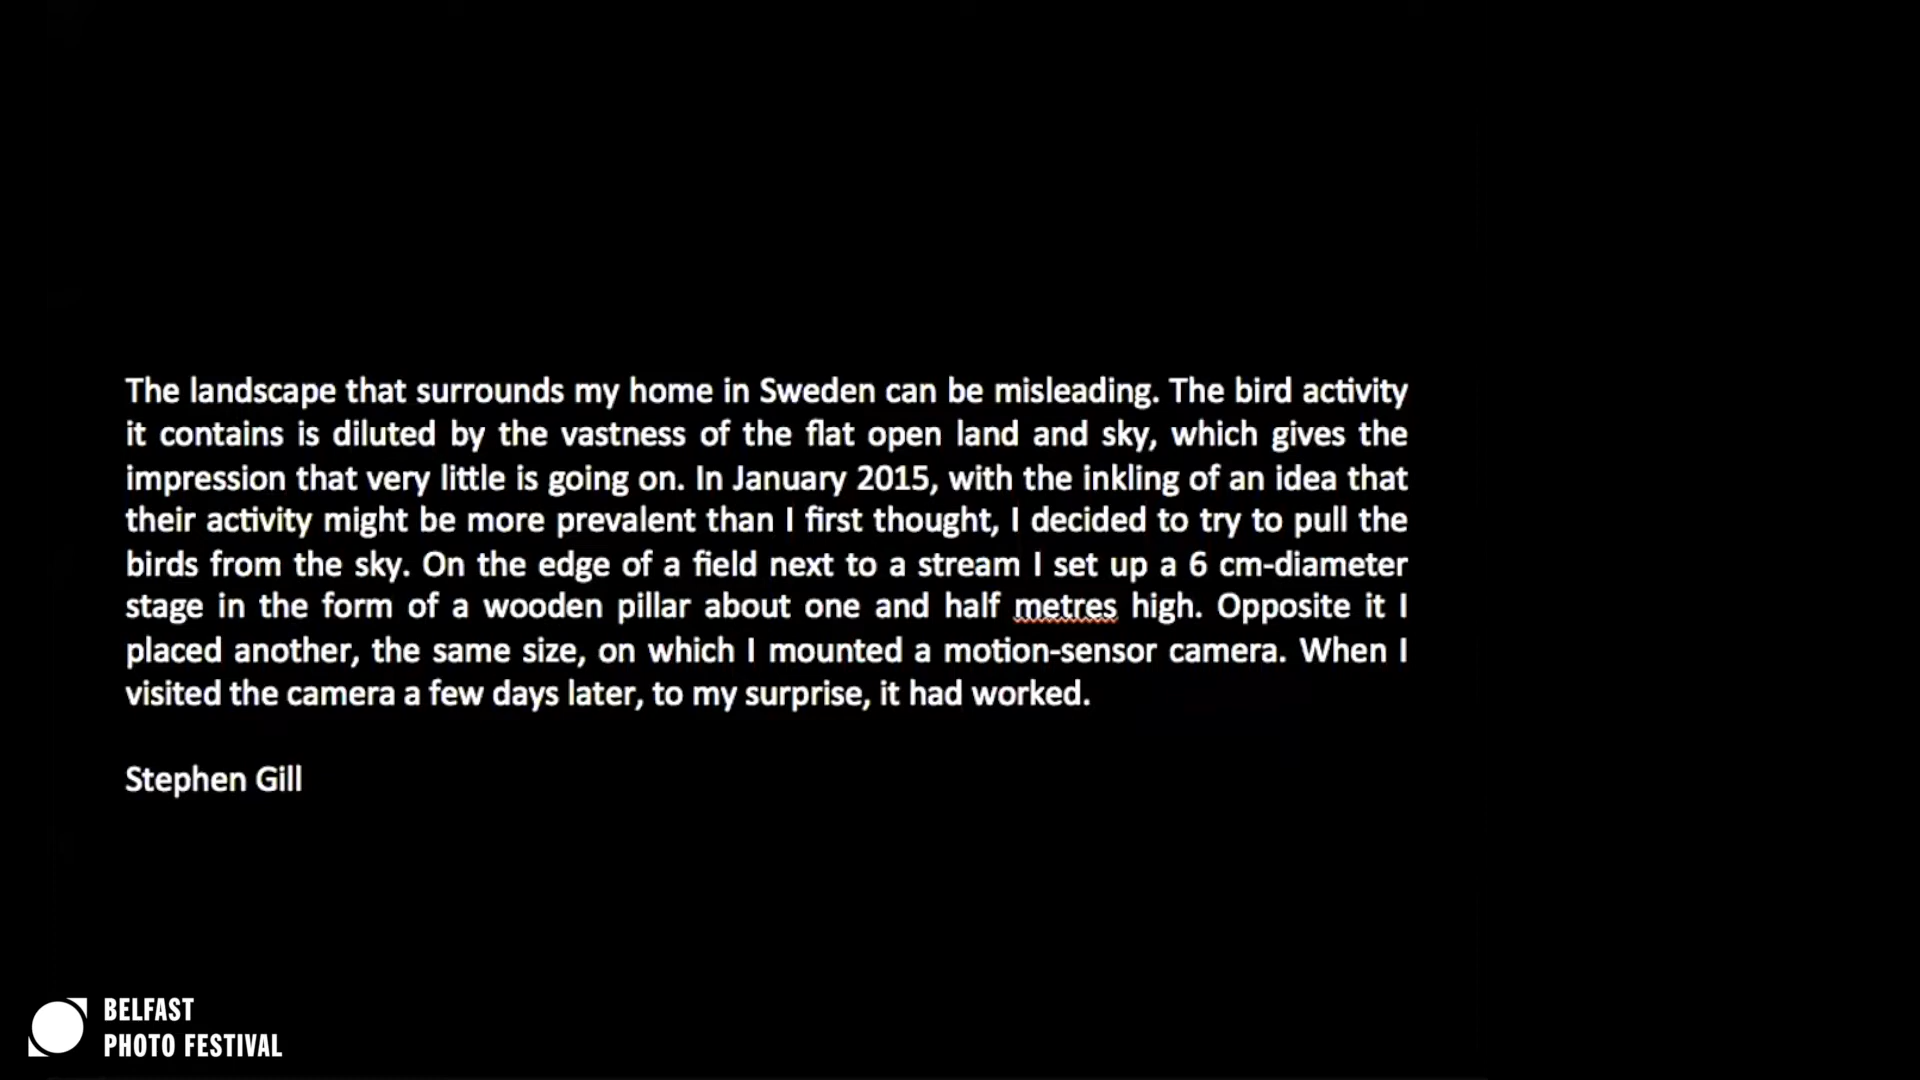 The landscape that surrounds my home in Sweden can be misleading. The bird activity
it contains is diluted by the vastness of the flat open land and sky, which gives the
impression that very little is going on. In January 2015, with the inkling of an idea that
their activity might be more prevalent than I first thought, I decided to try to pull the
birds from the sky. On the edge of a field next to a stream I set up a 6 cm-diameter
stage in the form of a wooden pillar about one and half metres high. Opposite it I
placed another, the same size, on which I mounted a motion-sensor camera. When I
visited the camera a few days later, to my surprise, it had worked.
Stephen Gill
BELFAST
PHOTO FESTIVAL